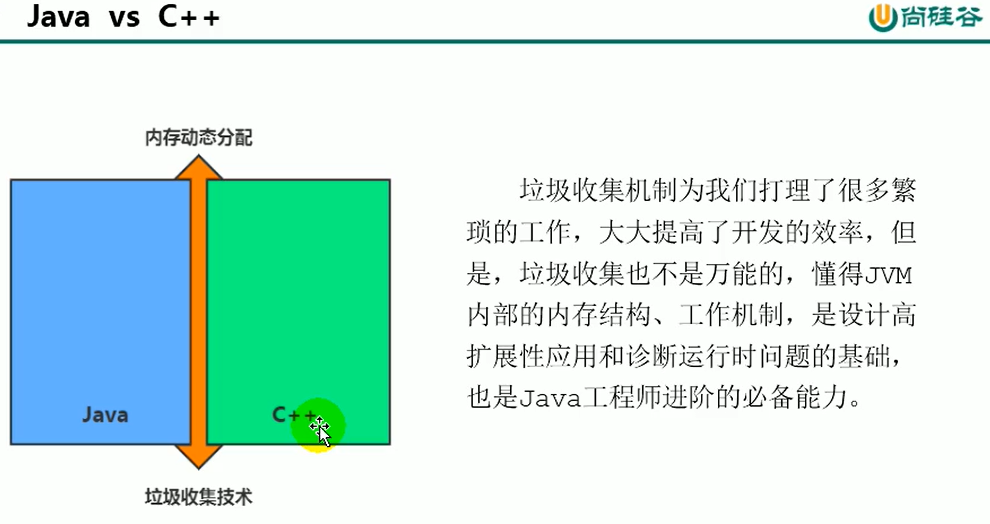 Java vs C++
尚硅谷
内存动态分配
Java
C++
垃圾收集技术
垃圾收集机制为我们打理了很多繁
琐的工作，大大提高了开发的效率，但
是，垃圾收集也不是万能的，懂得JVM
内部的内存结构、工作机制，是设计高
扩展性应用和诊断运行时问题的基础，
也是Java工程师进阶的必备能力。